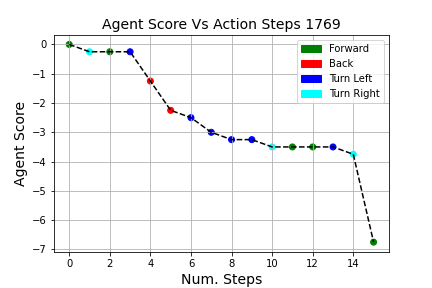 Agent Score Vs Action Steps 1769
Agent Score
0
−1
−2
−3
−4
−5
−6
−7
Forward
Back
Turn Left
Turn Right
0 2 4 6 8 10 12 14
Num. Steps